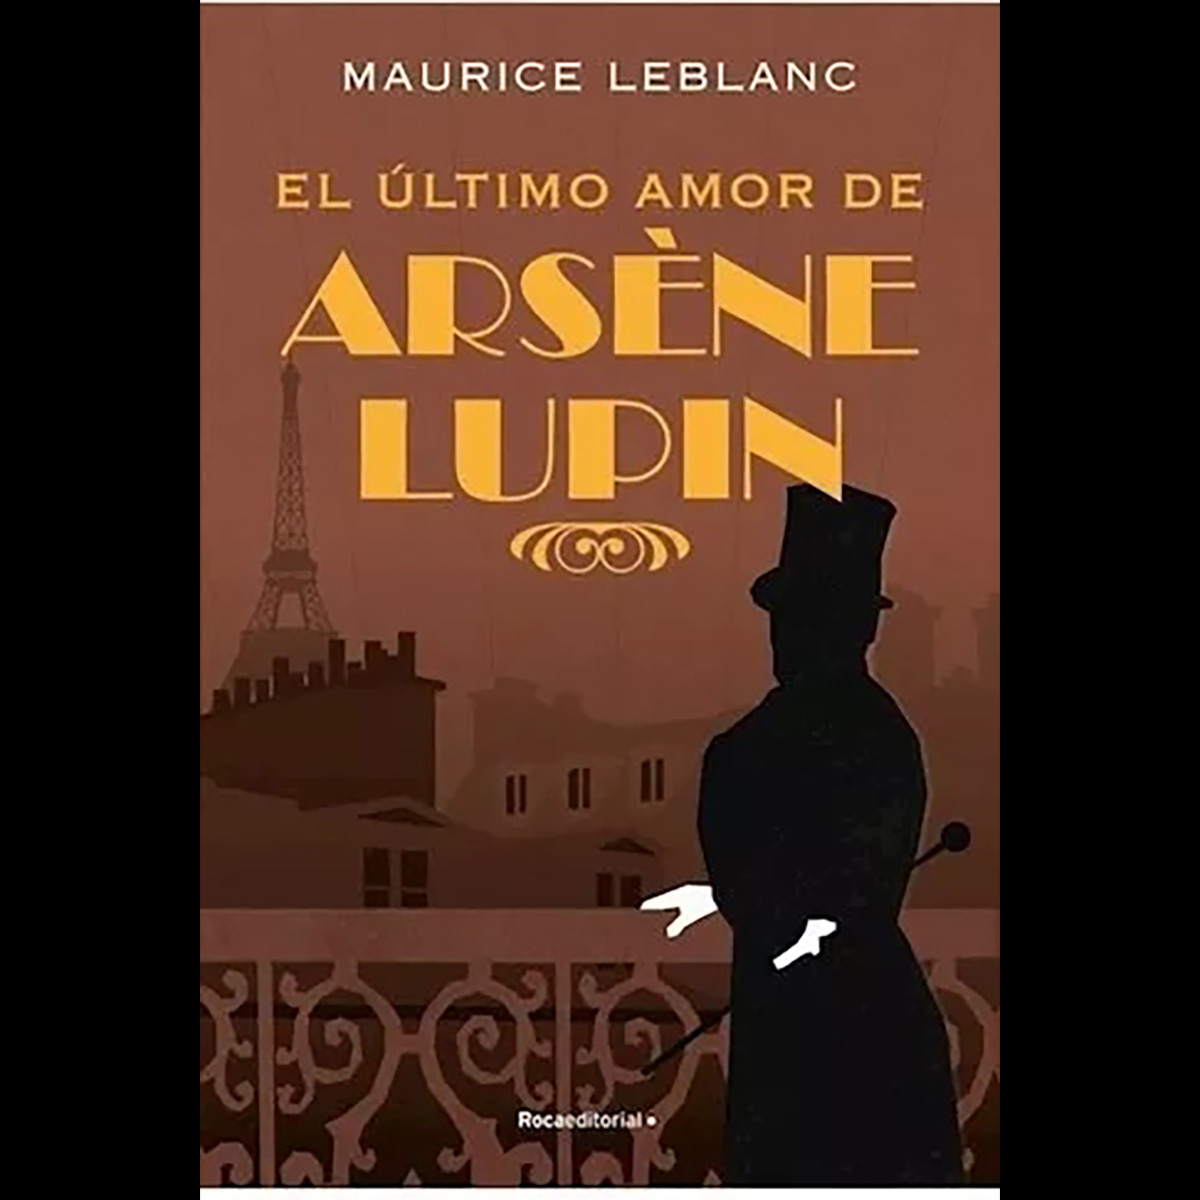 MAURICE LEBLANC
EL ÚLTIMO AMOR DE
ARSÈNE
LUPIN
Rocaeditorial